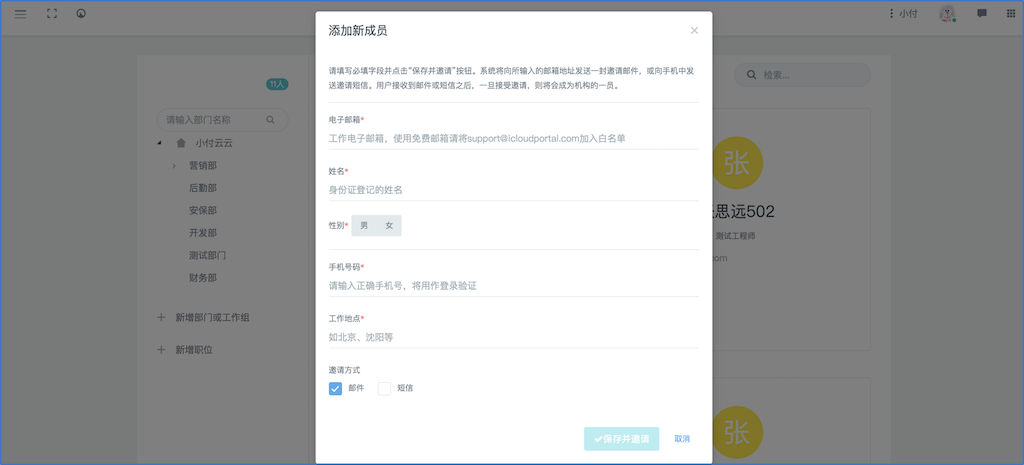 小付
添加新成员
×
请填写必填字段并点击“保存并邀请”按钮。系统将向所输入的邮箱地址发送一封邀请邮件，或向手机中发
送邀请短信。用户接收到邮件或短信之后，一旦接受邀请，则将会成为机构的一员。
电子邮箱*
工作电子邮箱，使用免费邮箱请将support@icloudportal.com加入白名单
姓名*
身份证登记的姓名
性别* 男 女
手机号码*
请输入正确手机号，将用作登录验证
工作地点*
如北京、沈阳等
邀请方式
邮件 短信
保存并邀请 取消
11人
请输入部门名称
小付云云
营销部
后勤部
安保部
开发部
测试部门
财务部
+ 新增部门或工作组
+ 新增职位
检索...
张
思远502
测试工程师
com
张